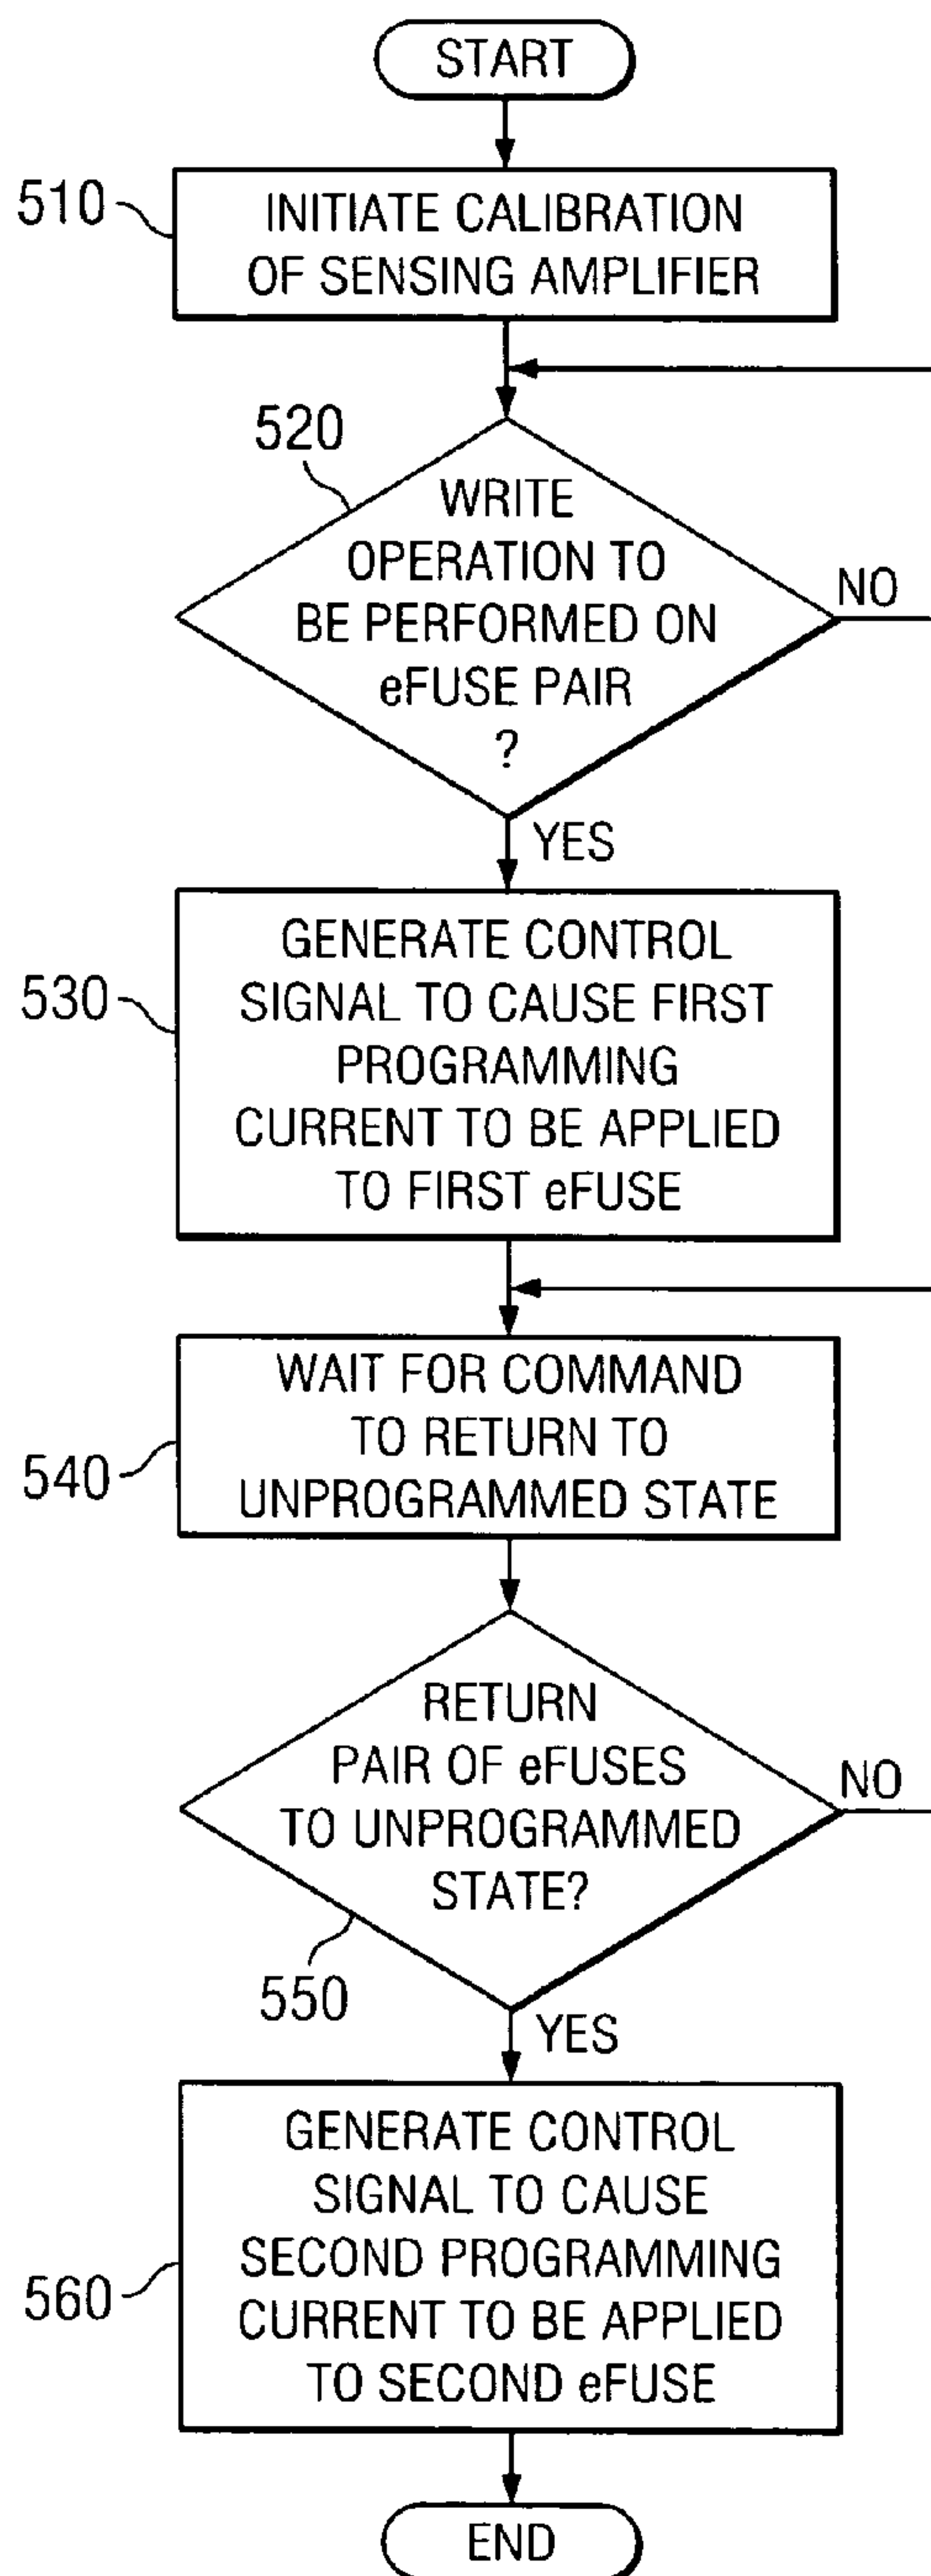 START
510
INITIATE CALIBRATION
OF SENSING AMPLIFIER
520
WRITE
OPERATION TO
BE PERFORMED ON
eFUSE PAIR
?
NO
YES
530
GENERATE CONTROL
SIGNAL TO CAUSE FIRST
PROGRAMMING
CURRENT TO BE APPLIED
TO FIRST eFUSE
540
WAIT FOR COMMAND
TO RETURN TO
UNPROGRAMMED STATE
RETURN
PAIR OF eFUSES
TO UNPROGRAMMED
STATE?
NO
550
YES
560
GENERATE CONTROL
SIGNAL TO CAUSE
SECOND PROGRAMMING
CURRENT TO BE APPLIED
TO SECOND eFUSE
END